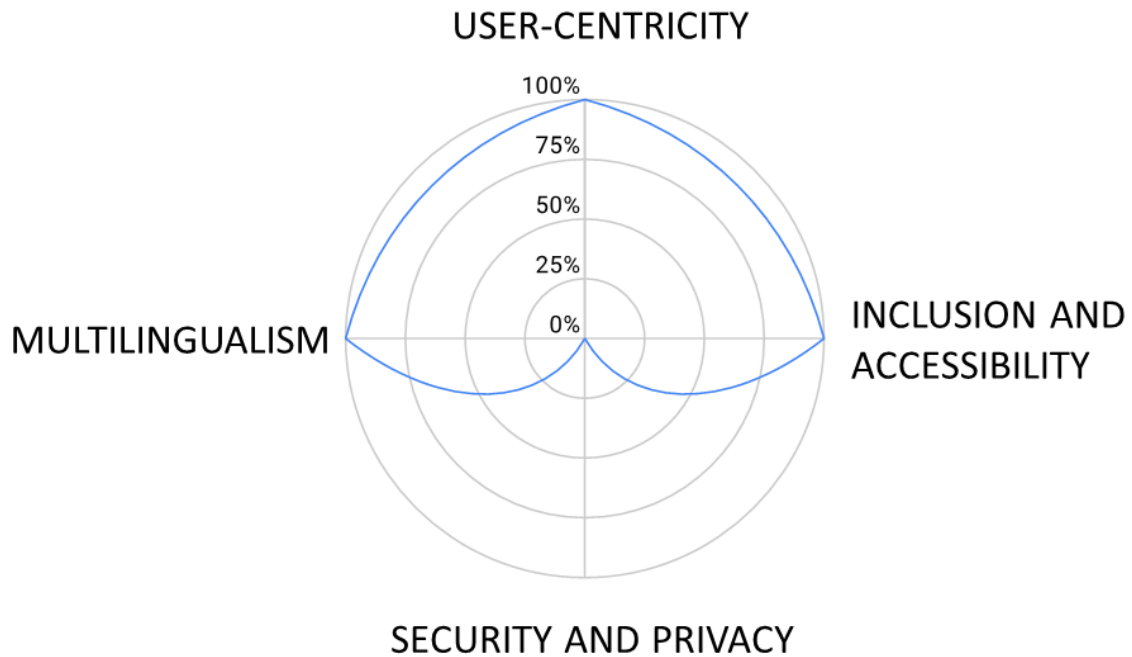 USER-CENTRICITY
100%
75%
50%
25%
0%
MULTILINGUALISM
INCLUSION AND
ACCESSIBILITY
SECURITY AND PRIVACY